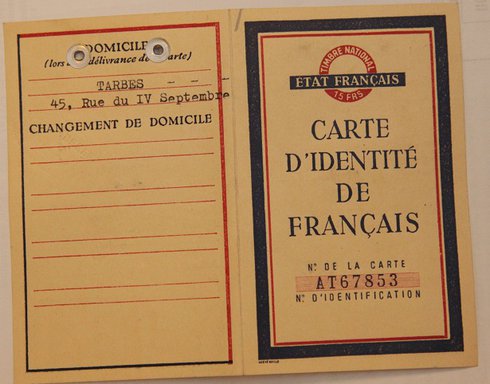 DOMICILE
(lors de la délivrance de la carte)
TARBES - - -
45, Rue du IV Septembre
CHANGEMENT DE DOMICILE
TIMBRE NATIONAL
ÉTAT FRANÇAIS
15 FRS
CARTE
D'IDENTITÉ
DE
FRANÇAIS
N° DE LA CARTE
AT67853
N° D'IDENTIFICATION